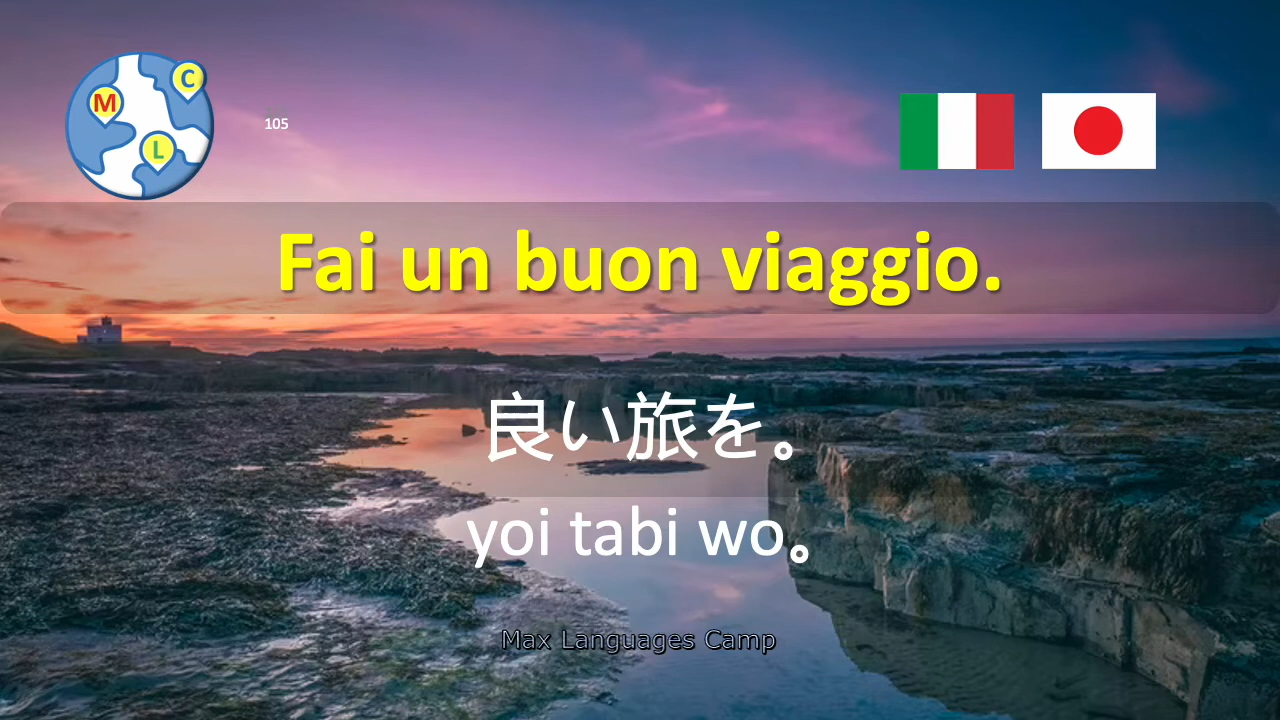 C
M
L
105
Fai un buon viaggio.
良い旅を。
yoi tabi wo。
Max Languages Camp